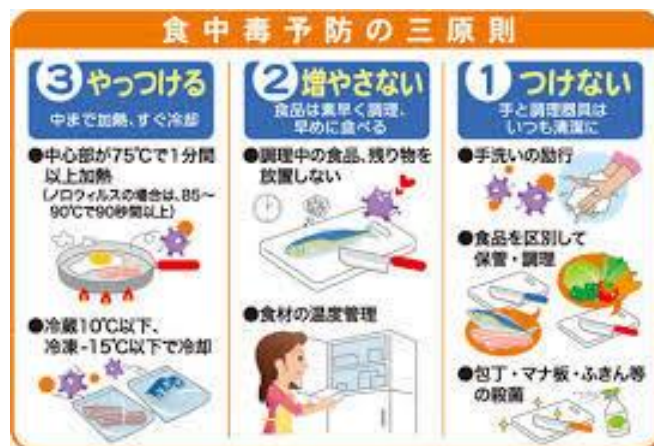 食中毒予防の三原則
① つけない
手と調理器具は
いつも清潔に
●手洗いの励行
●食品を区別して
保管・調理
●包丁・マナ板・ふきん等
の殺菌
② 増やさない
食品は素早く調理、
早めに食べる
●調理中の食品、残り物を
放置しない
●食材の温度管理
③ やっつける
中まで加熱、すぐ冷却
●中心部が75℃で1分間
以上加熱
(ノロウィルスの場合は、85〜
90℃で90秒間以上)
●冷蔵10℃以下、
冷凍-15℃以下で冷却